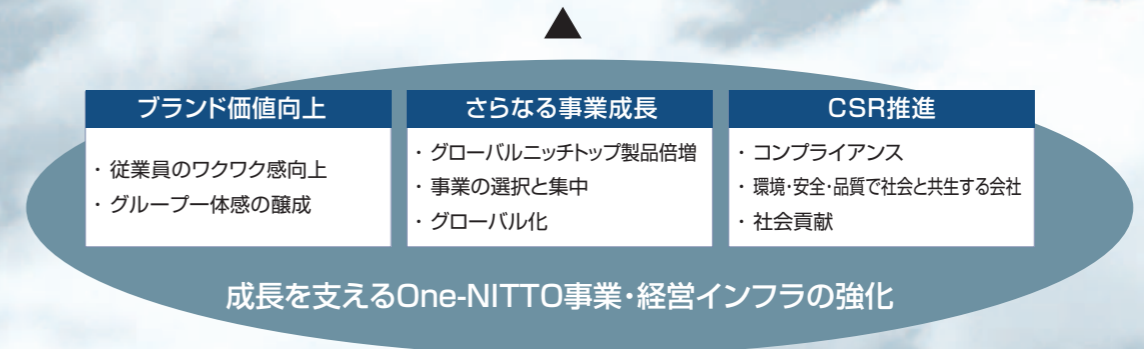 ブランド価値向上
・従業員のワクワク感向上
・グループ一体感の醸成
さらなる事業成長
・グローバルニッチトップ製品倍増
・事業の選択と集中
・グローバル化
CSR推進
・コンプライアンス
・環境・安全・品質で社会と共生する会社
・社会貢献
成長を支えるOne-NITTO事業・経営インフラの強化